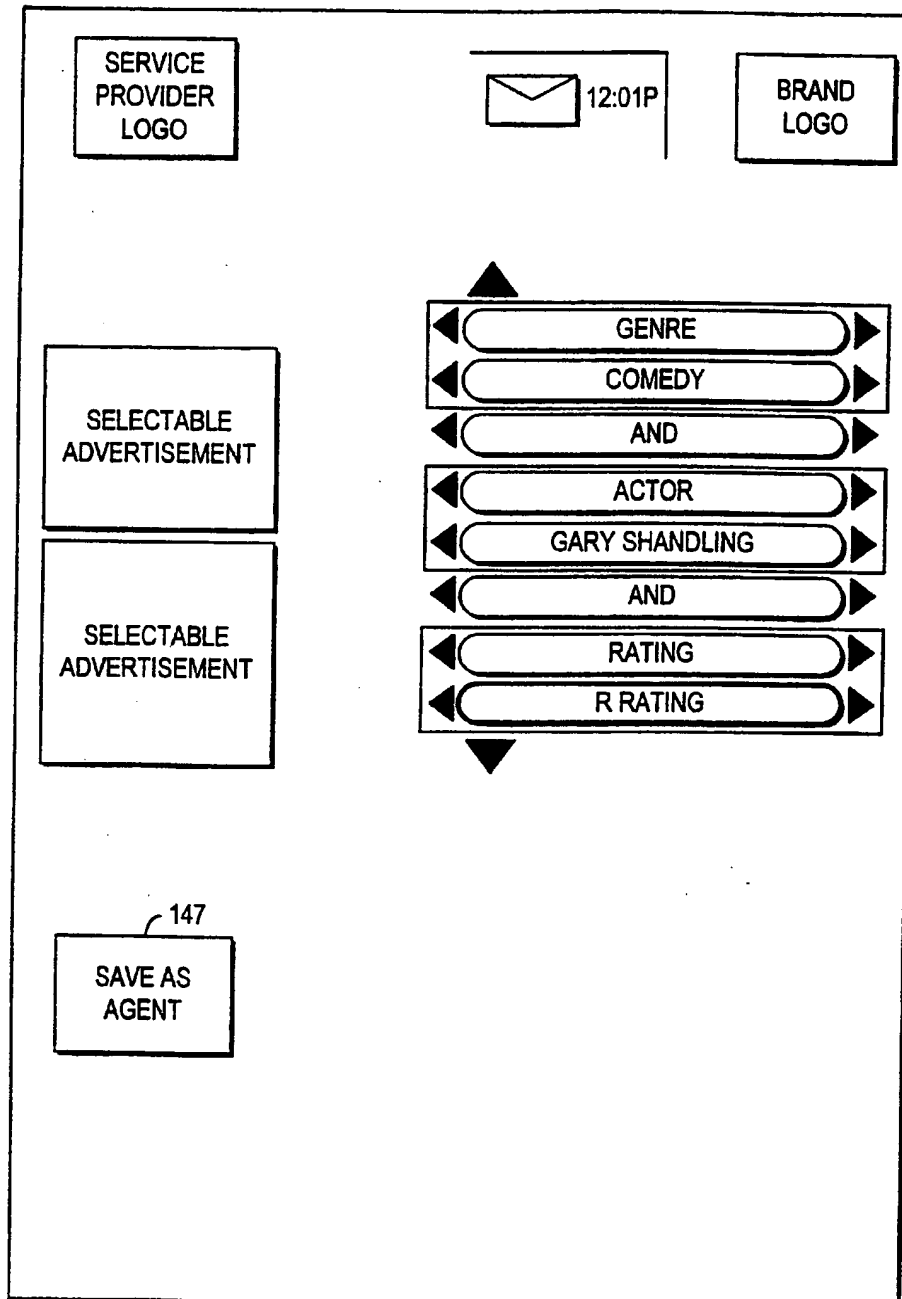 SERVICE
PROVIDER
LOGO
12:01P
BRAND
LOGO
GENRE
COMEDY
AND
ACTOR
GARY SHANDLING
AND
RATING
R RATING
SELECTABLE
ADVERTISEMENT
SELECTABLE
ADVERTISEMENT
147
SAVE AS
AGENT